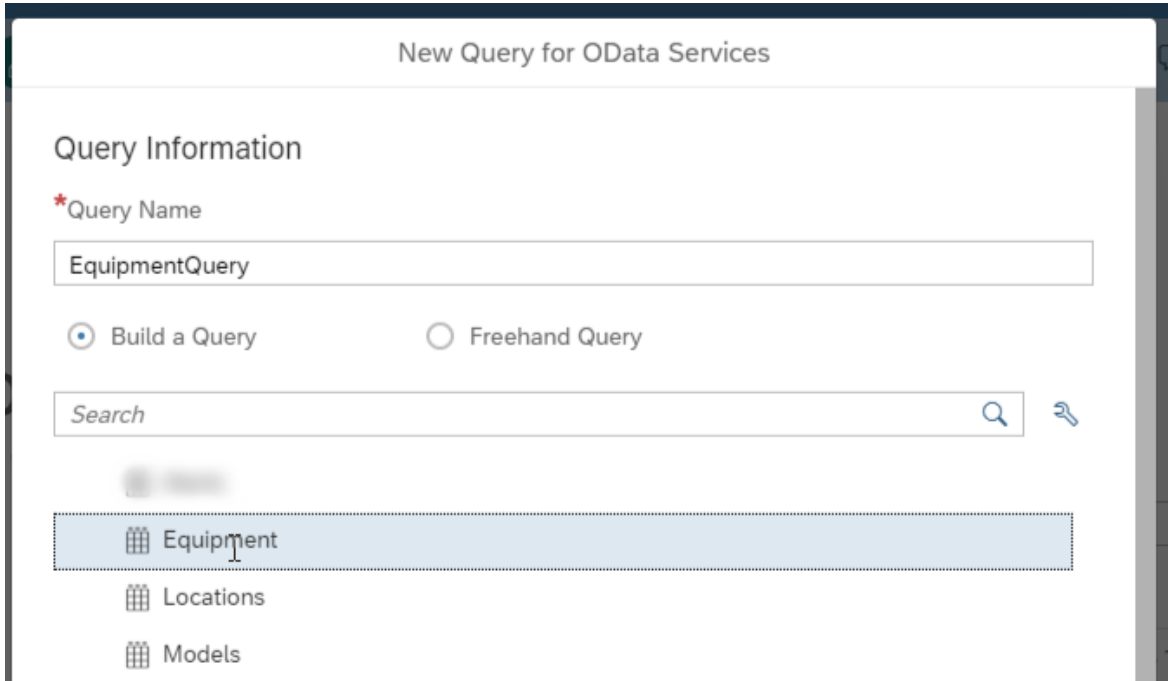 New Query for OData Services
Query Information
*Query Name
EquipmentQuery
Build a Query Freehand Query
Search
Equipment
Locations
Models